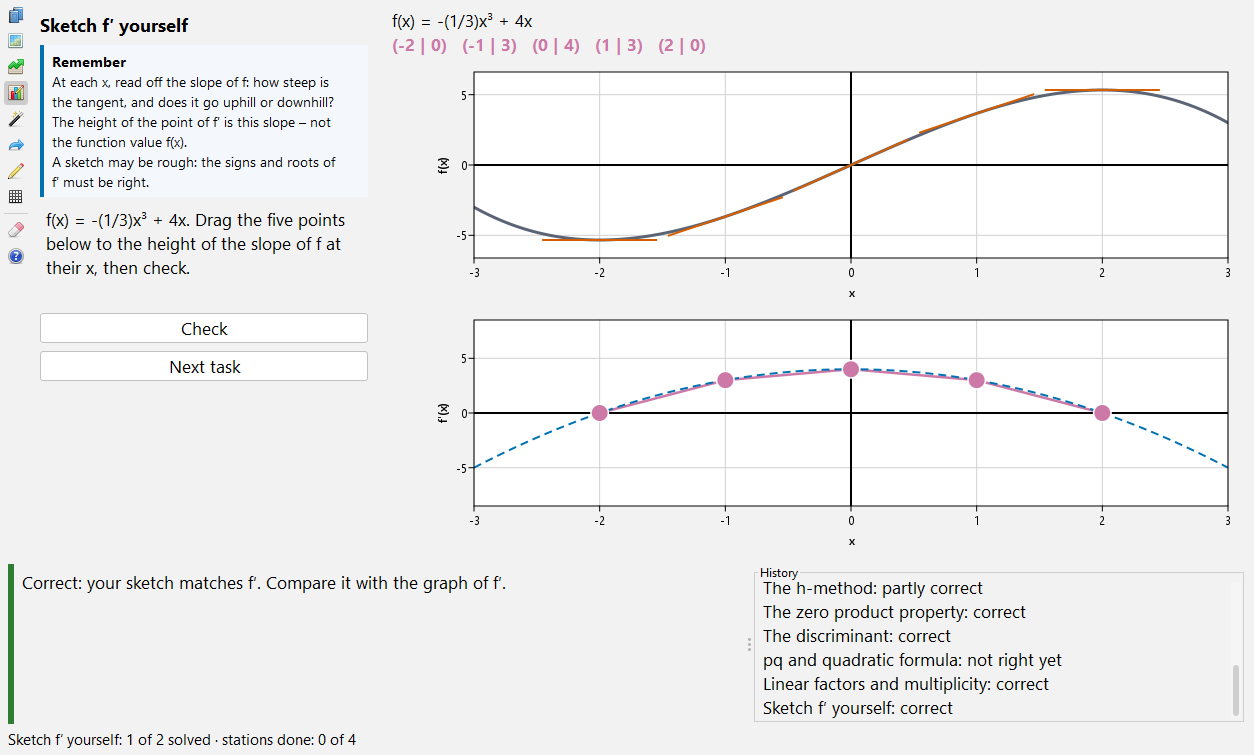 Sketch f′ yourself
Remember
At each x, read off the slope of f: how steep is
the tangent, and does it go uphill or downhill?
The height of the point of f′ is this slope – not
the function value f(x).
A sketch may be rough: the signs and roots of
f′ must be right.
f(x) = -(1/3)x³ + 4x. Drag the five points
below to the height of the slope of f at
their x, then check.
Check
Next task
f(x) = -(1/3)x³ + 4x
(-2 | 0) (-1 | 3) (0 | 4) (1 | 3) (2 | 0)
5
0
-5
f(x)
-3 -2 -1 0 1 2 3
x
5
0
-5
f′(x)
-3 -2 -1 0 1 2 3
x
Correct: your sketch matches f′. Compare it with the graph of f′.
History
The h-method: partly correct
The zero product property: correct
The discriminant: correct
pq and quadratic formula: not right yet
Linear factors and multiplicity: correct
Sketch f′ yourself: correct
Sketch f′ yourself: 1 of 2 solved · stations done: 0 of 4